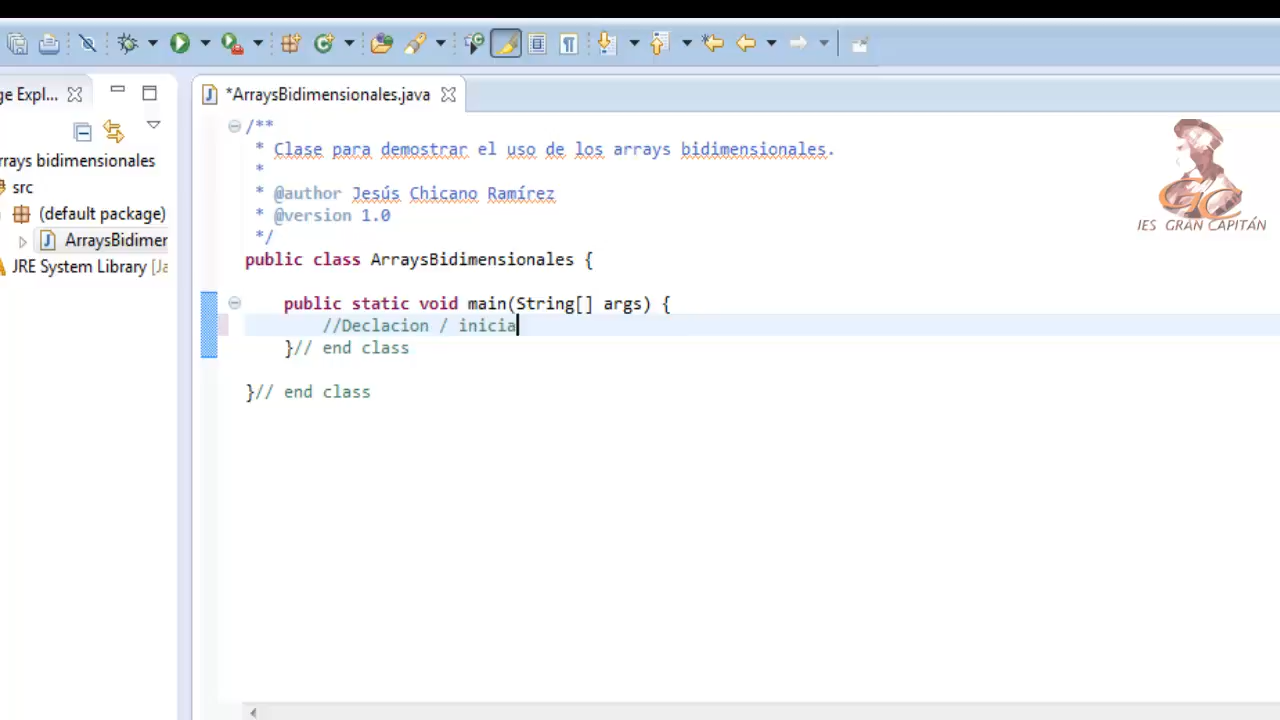 *ArraysBidimensionales.java
ge Expl...
rrays bidimensionales
src
(default package)
ArraysBidimer
JRE System Library [Ja
/**
* Clase para demostrar el uso de los arrays bidimensionales.
*
* @author Jesús Chicano Ramírez
* @version 1.0
*/
public class ArraysBidimensionales {
public static void main(String[] args) {
//Declacion / inicia
}// end class
}// end class
GC
IES GRAN CAPITÁN